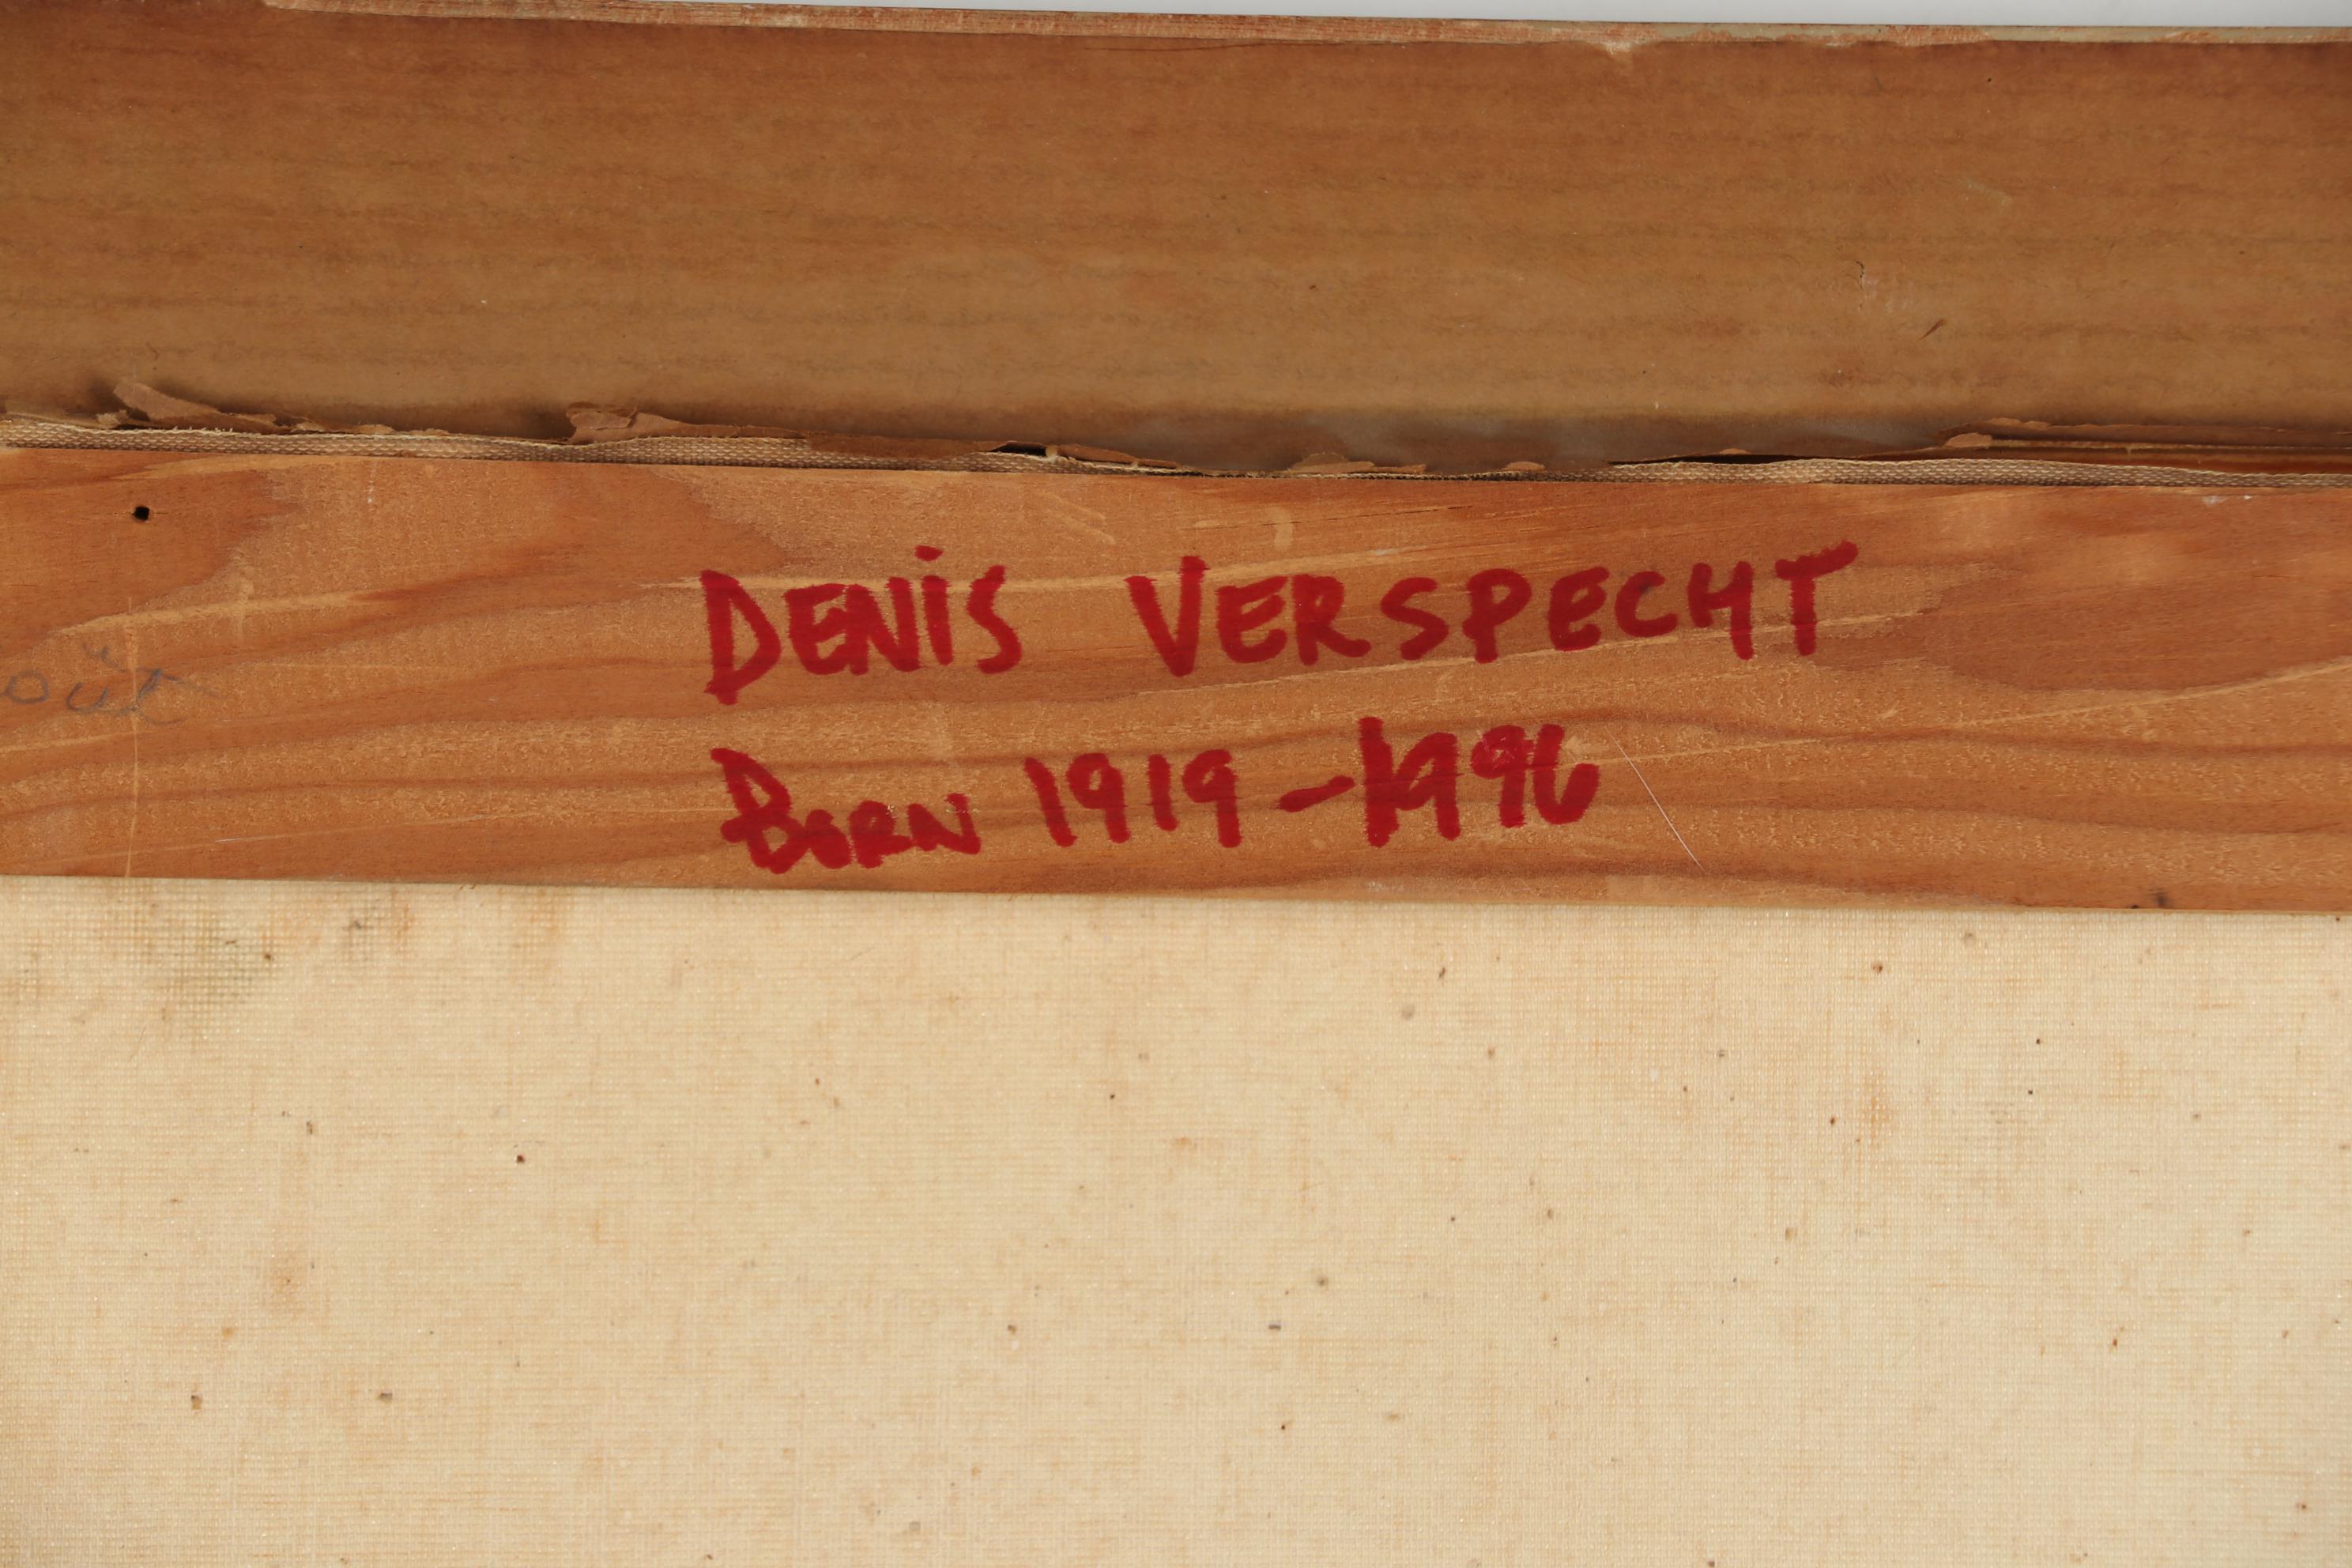 DENiS VERSPECHT
BORN 1919-1996